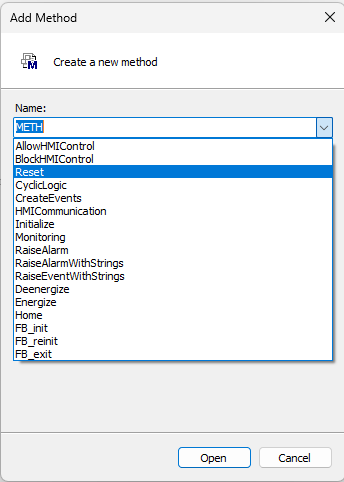 Add Method
Create a new method
Name:
METH
AllowHMIControl
BlockHMIControl
Reset
CyclicLogic
CreateEvents
HMICommunication
Initialize
Monitoring
RaiseAlarm
RaiseAlarmWithStrings
RaiseEventWithStrings
Deenergize
Energize
Home
FB_init
FB_reinit
FB_exit
Open
Cancel